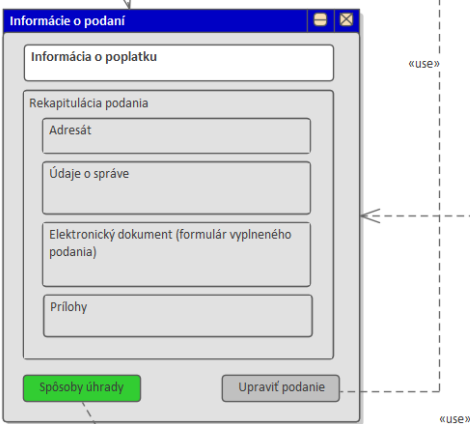 Informácie o podaní
Informácia o poplatku
«use»
Rekapitulácia podania
Adresát
Údaje o správe
Elektronický dokument (formulár vyplneného
podania)
Prílohy
Spôsoby úhrady
Upraviť podanie
«use»